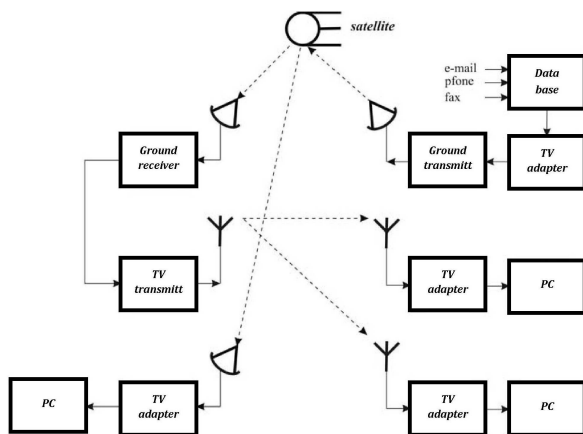 satellite
e-mail
pfone
fax
Data
base
Ground
receiver
Ground
transmitt
TV
adapter
TV
transmitt
TV
adapter
PC
PC
TV
adapter
TV
adapter
PC